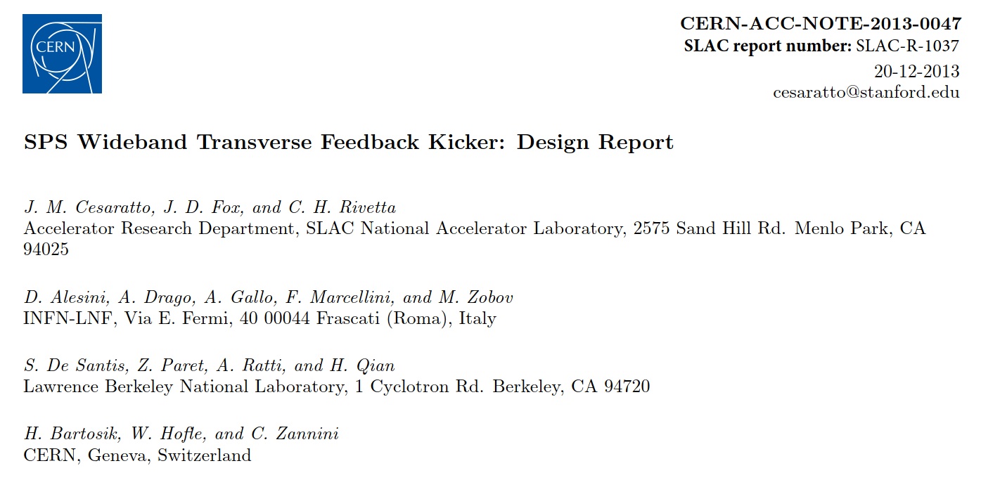 CERN
CERN-ACC-NOTE-2013-0047
SLAC report number: SLAC-R-1037
20-12-2013
cesaratto@stanford.edu
SPS Wideband Transverse Feedback Kicker: Design Report
J. M. Cesaratto, J. D. Fox, and C. H. Rivetta
Accelerator Research Department, SLAC National Accelerator Laboratory, 2575 Sand Hill Rd. Menlo Park, CA
94025
D. Alesini, A. Drago, A. Gallo, F. Marcellini, and M. Zobov
INFN-LNF, Via E. Fermi, 40 00044 Frascati (Roma), Italy
S. De Santis, Z. Paret, A. Ratti, and H. Qian
Lawrence Berkeley National Laboratory, 1 Cyclotron Rd. Berkeley, CA 94720
H. Bartosik, W. Hofle, and C. Zannini
CERN, Geneva, Switzerland